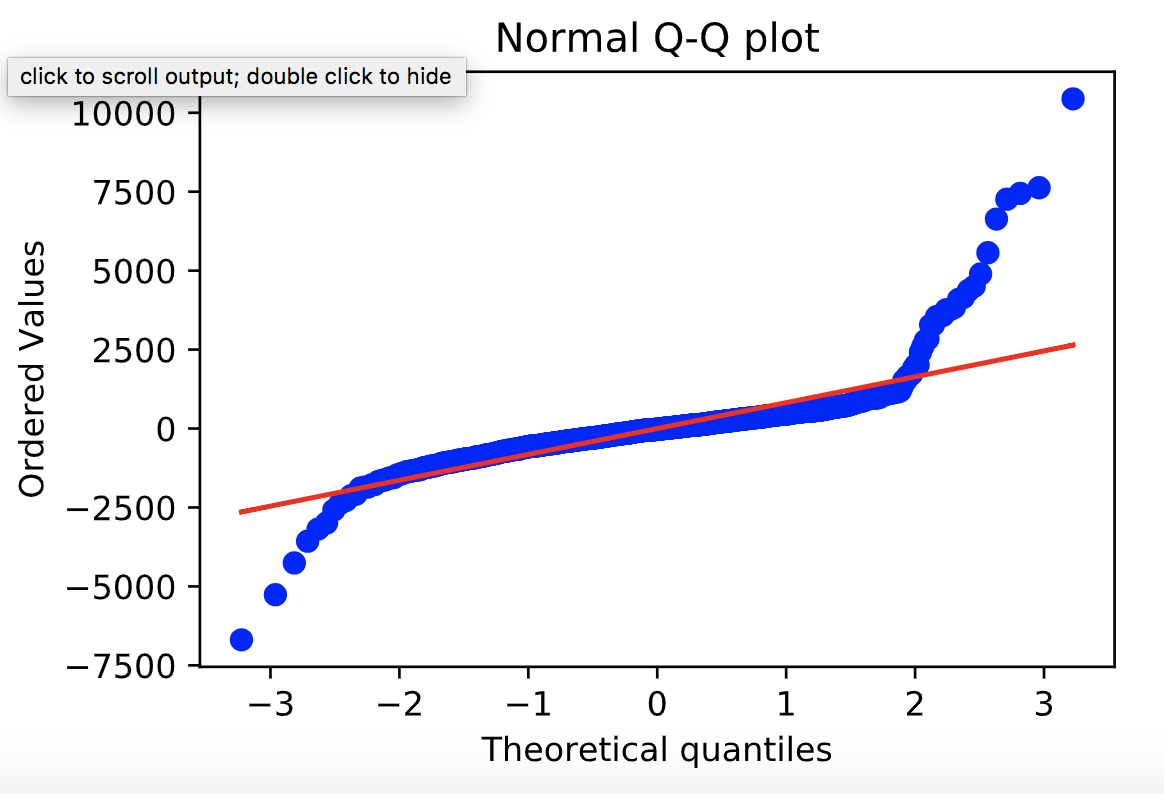 Normal Q-Q plot
click to scroll output; double click to hide
10000
7500
5000
2500
0
−2500
−5000
−7500
Ordered Values
−3 −2 −1 0 1 2 3
Theoretical quantiles